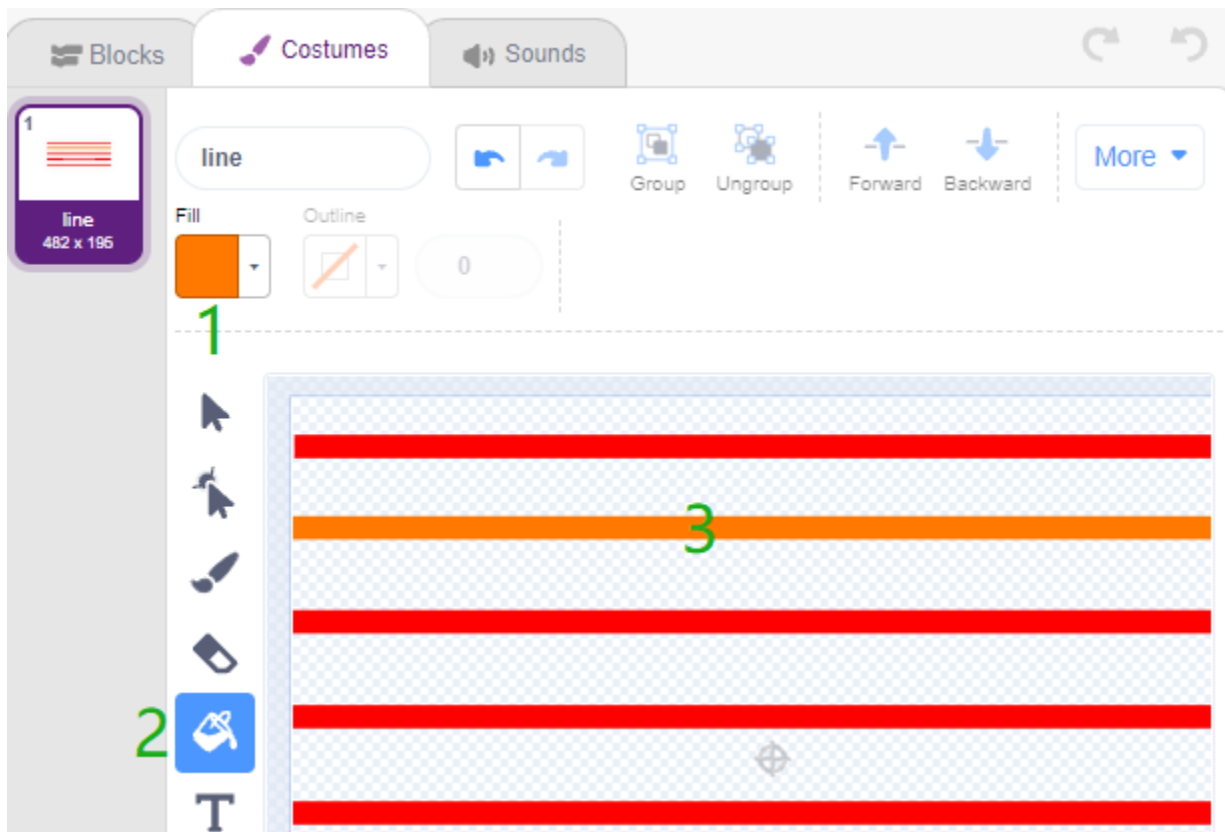 Blocks Costumes Sounds
1
line
482 x 195
line
Group Ungroup Forward Backward
More
Fill Outline
0
1
2
3
T